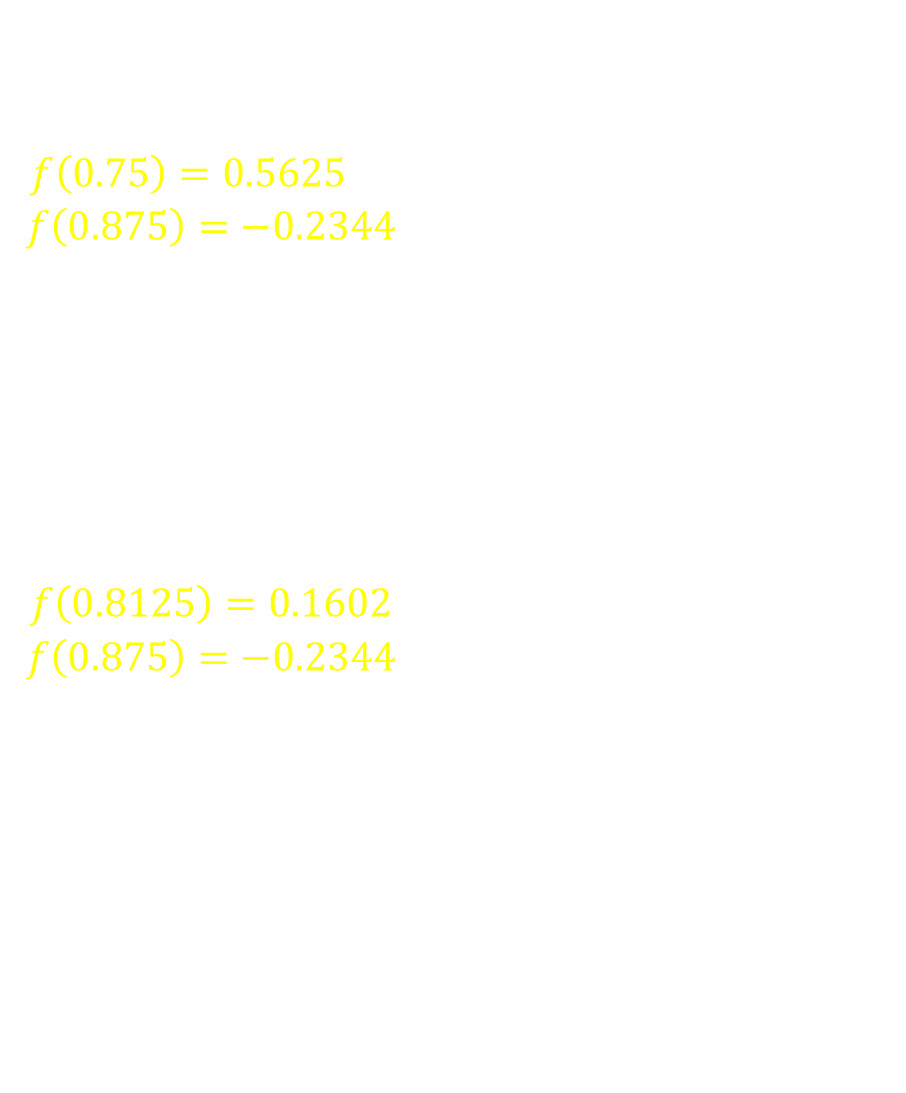 f(0.75) = 0.5625
f(0.875) = −0.2344
f(0.8125) = 0.1602
f(0.875) = −0.2344